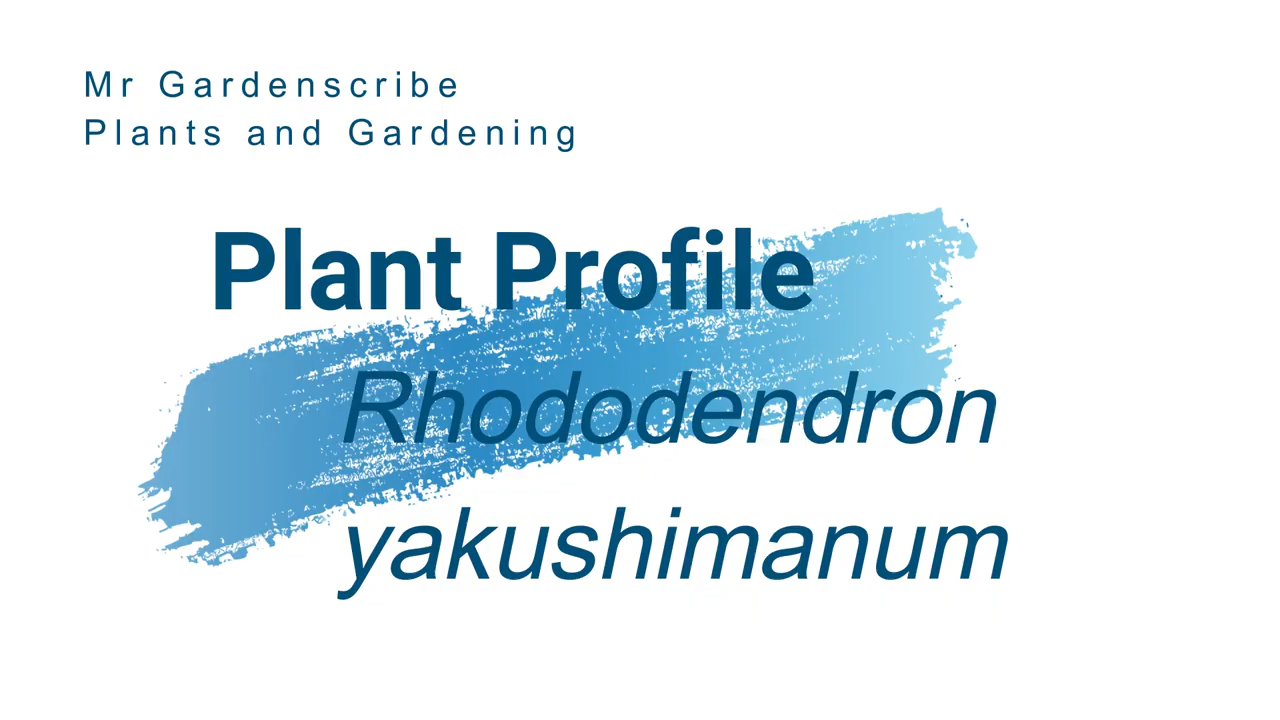 Mr Gardenscribe
Plants and Gardening
Plant Profile
Rhododendron
yakushimanum